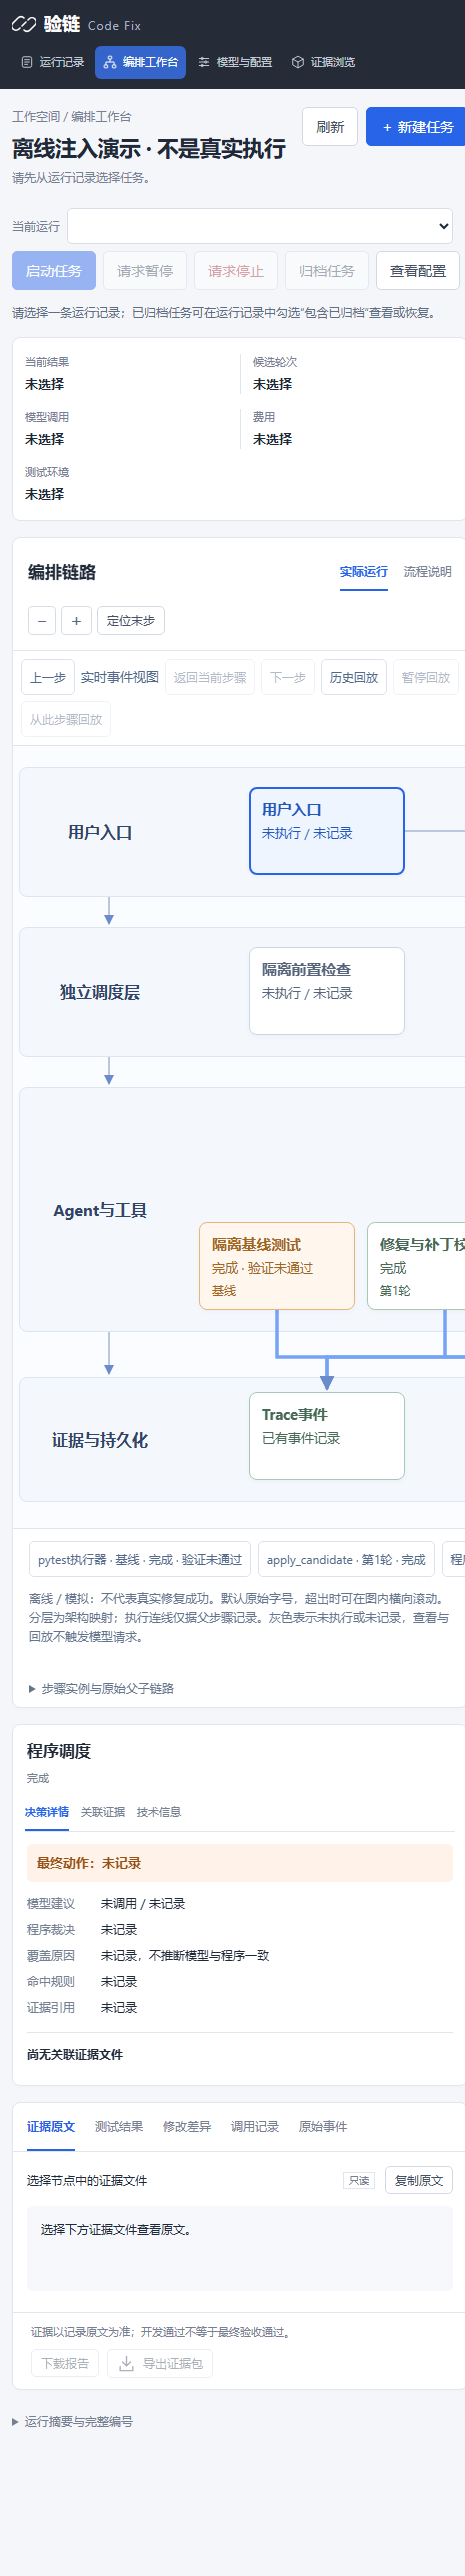 验链 Code Fix
运行记录 编排工作台 模型与配置 证据浏览
工作空间 / 编排工作台
刷新 + 新建任务
离线注入演示 · 不是真实执行
请先从运行记录选择任务。
当前运行
启动任务 请求暂停 请求停止 归档任务 查看配置
请选择一条运行记录；已归档任务可在运行记录中勾选“包含已归档”查看或恢复。
当前结果 候选轮次
未选择 未选择
模型调用 费用
未选择 未选择
测试环境
未选择
编排链路 实际运行 流程说明
− + 定位末步
上一步 实时事件视图 返回当前步骤 下一步 历史回放 暂停回放
从此步骤回放
用户入口
用户入口
未执行 / 未记录
独立调度层
隔离前置检查
未执行 / 未记录
Agent与工具
隔离基线测试 修复与补丁校
完成 · 验证未通过 完成
基线 第1轮
证据与持久化
Trace事件
已有事件记录
pytest执行器 · 基线 · 完成 · 验证未通过 apply_candidate · 第1轮 · 完成 程序
离线 / 模拟：不代表真实修复成功。默认原始字号，超出时可在图内横向滚动。
分层为架构映射；执行连线仅据父步骤记录。灰色表示未执行或未记录，查看与
回放不触发模型请求。
▶ 步骤实例与原始父子链路
程序调度
完成
决策详情 关联证据 技术信息
最终动作：未记录
模型建议 未调用 / 未记录
程序裁决 未记录
覆盖原因 未记录，不推断模型与程序一致
命中规则 未记录
证据引用 未记录
尚无关联证据文件
证据原文 测试结果 修改差异 调用记录 原始事件
选择节点中的证据文件 只读 复制原文
选择下方证据文件查看原文。
证据以记录原文为准；开发通过不等于最终验收通过。
下载报告 导出证据包
▶ 运行摘要与完整编号